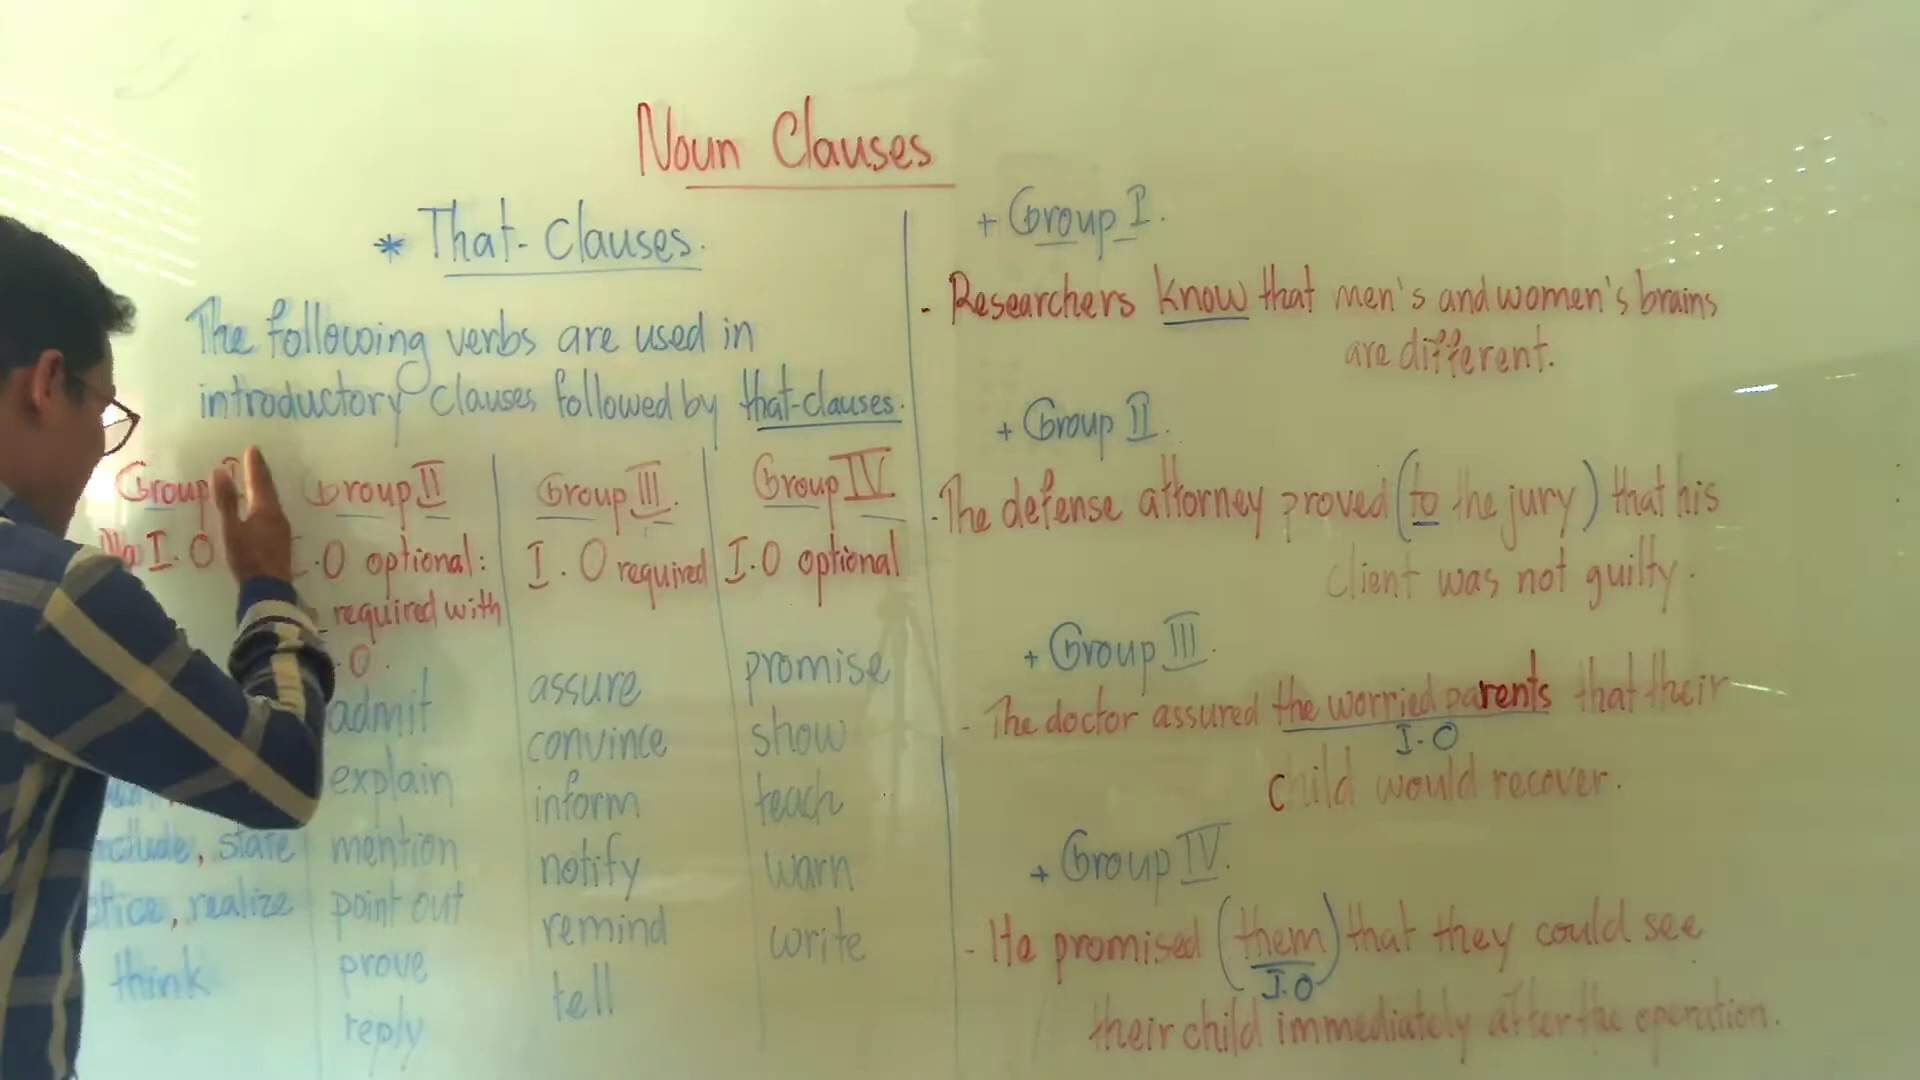 Noun Clauses
* That-Clauses.
The following verbs are used in
introductory clauses followed by that-clauses.
Group
No I.O
state
, realize
think
Group II
I.O optional:
required with
O.
admit
explain
mention
point out
prove
reply
Group III.
I.O required
assure
convince
inform
notify
remind
tell
Group IV
I.O optional
promise
show
teach
warn
write
+ Group I.
- Researchers know that men's and women's brains
are different.
+ Group II.
- The defense attorney proved (to the jury) that his
client was not guilty.
+ Group III.
- The doctor assured the worried parents that their
I.O
child would recover.
+ Group IV.
- He promised (them) that they could see
I.O
their child immediately after the operation.